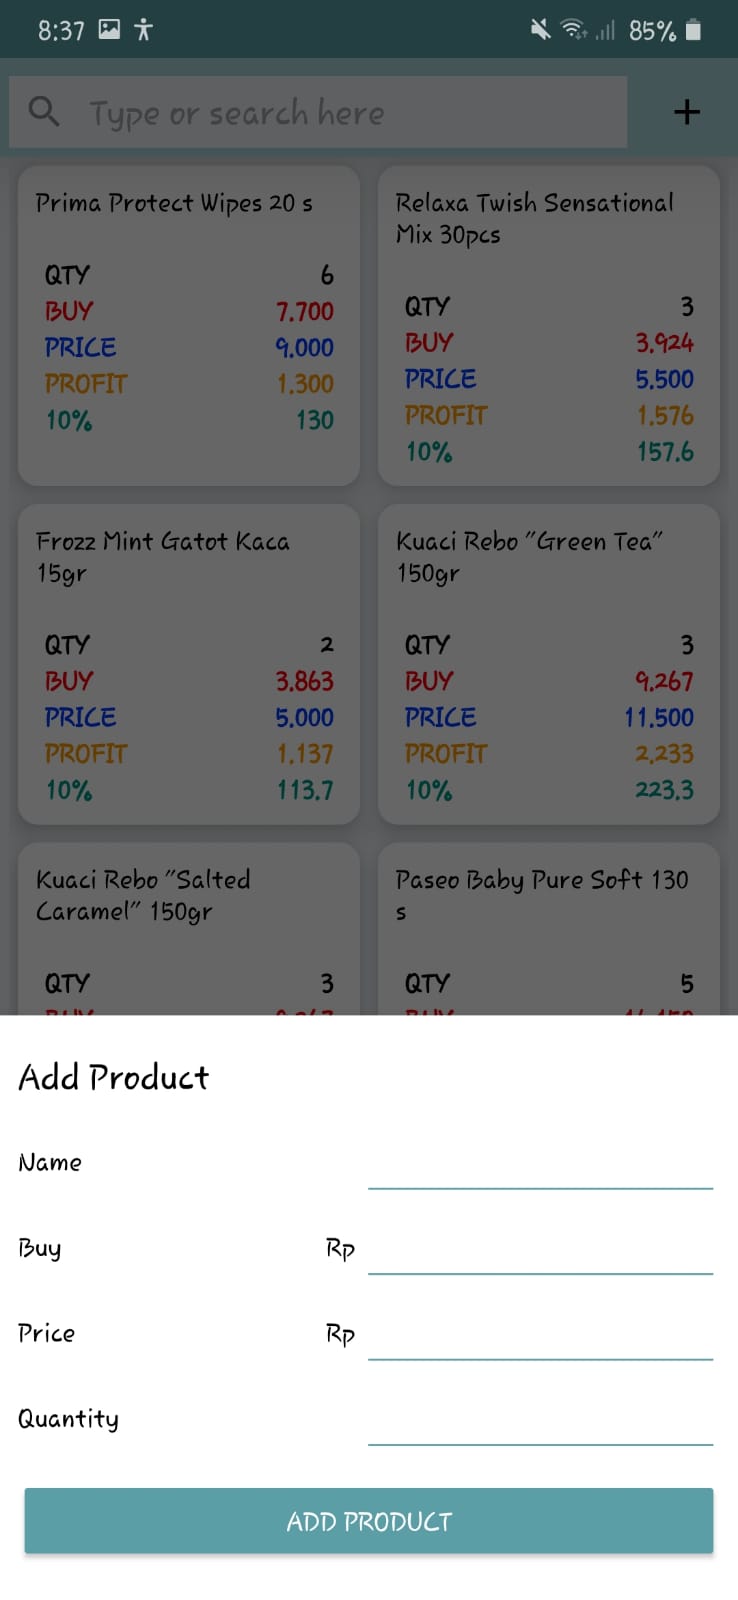 8:37 85%
Type or search here +
Prima Protect Wipes 20 s
QTY 6
BUY 7.700
PRICE 9.000
PROFIT 1.300
10% 130
Relaxa Twish Sensational
Mix 30pcs
QTY 3
BUY 3.924
PRICE 5.500
PROFIT 1.576
10% 157.6
Frozz Mint Gatot Kaca
15gr
QTY 2
BUY 3.863
PRICE 5.000
PROFIT 1.137
10% 113.7
Kuaci Rebo "Green Tea"
150gr
QTY 3
BUY 9.267
PRICE 11.500
PROFIT 2.233
10% 223.3
Kuaci Rebo "Salted
Caramel" 150gr
QTY 3
Paseo Baby Pure Soft 130
s
QTY 5
Add Product
Name
Buy Rp
Price Rp
Quantity
ADD PRODUCT